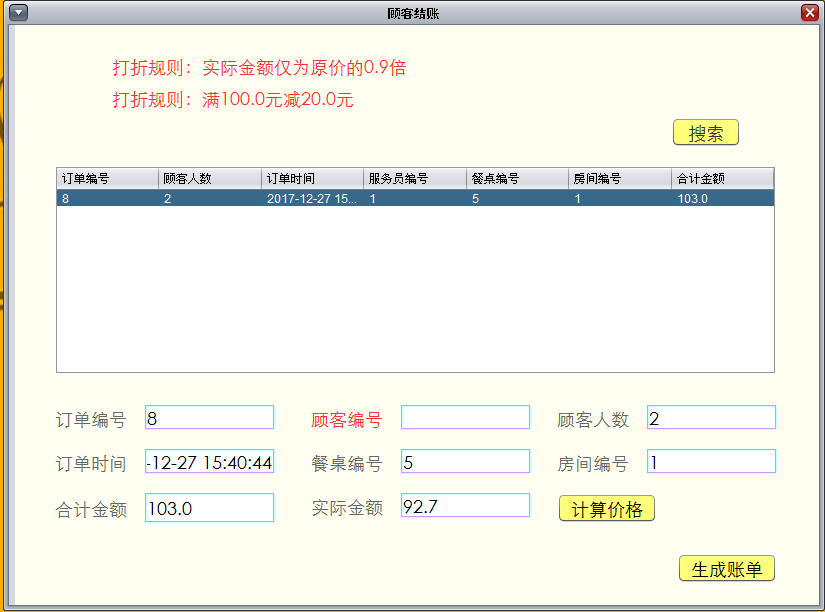 顾客结账
打折规则：实际金额仅为原价的0.9倍
打折规则：满100.0元减20.0元
搜索
订单编号 顾客人数 订单时间 服务员编号 餐桌编号 房间编号 合计金额
8 2 2017-12-27 15... 1 5 1 103.0
订单编号 8 顾客编号 顾客人数 2
订单时间 -12-27 15:40:44 餐桌编号 5 房间编号 1
合计金额 103.0 实际金额 92.7 计算价格
生成账单